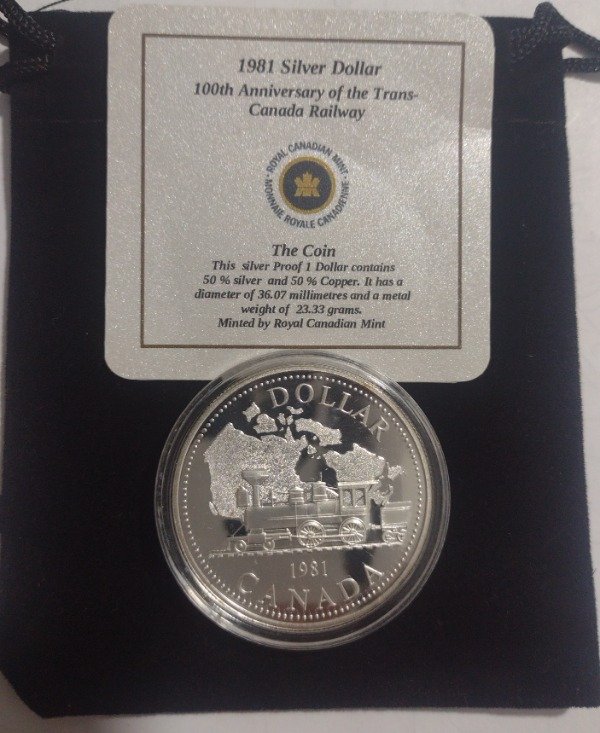 1981 Silver Dollar
100th Anniversary of the Trans-
Canada Railway
ROYAL CANADIAN MINT
MONNAIE ROYALE CANADIENNE
The Coin
This silver Proof 1 Dollar contains
50 % silver and 50 % Copper. It has a
diameter of 36.07 millimetres and a metal
weight of 23.33 grams.
Minted by Royal Canadian Mint
DOLLAR
1981
CANADA